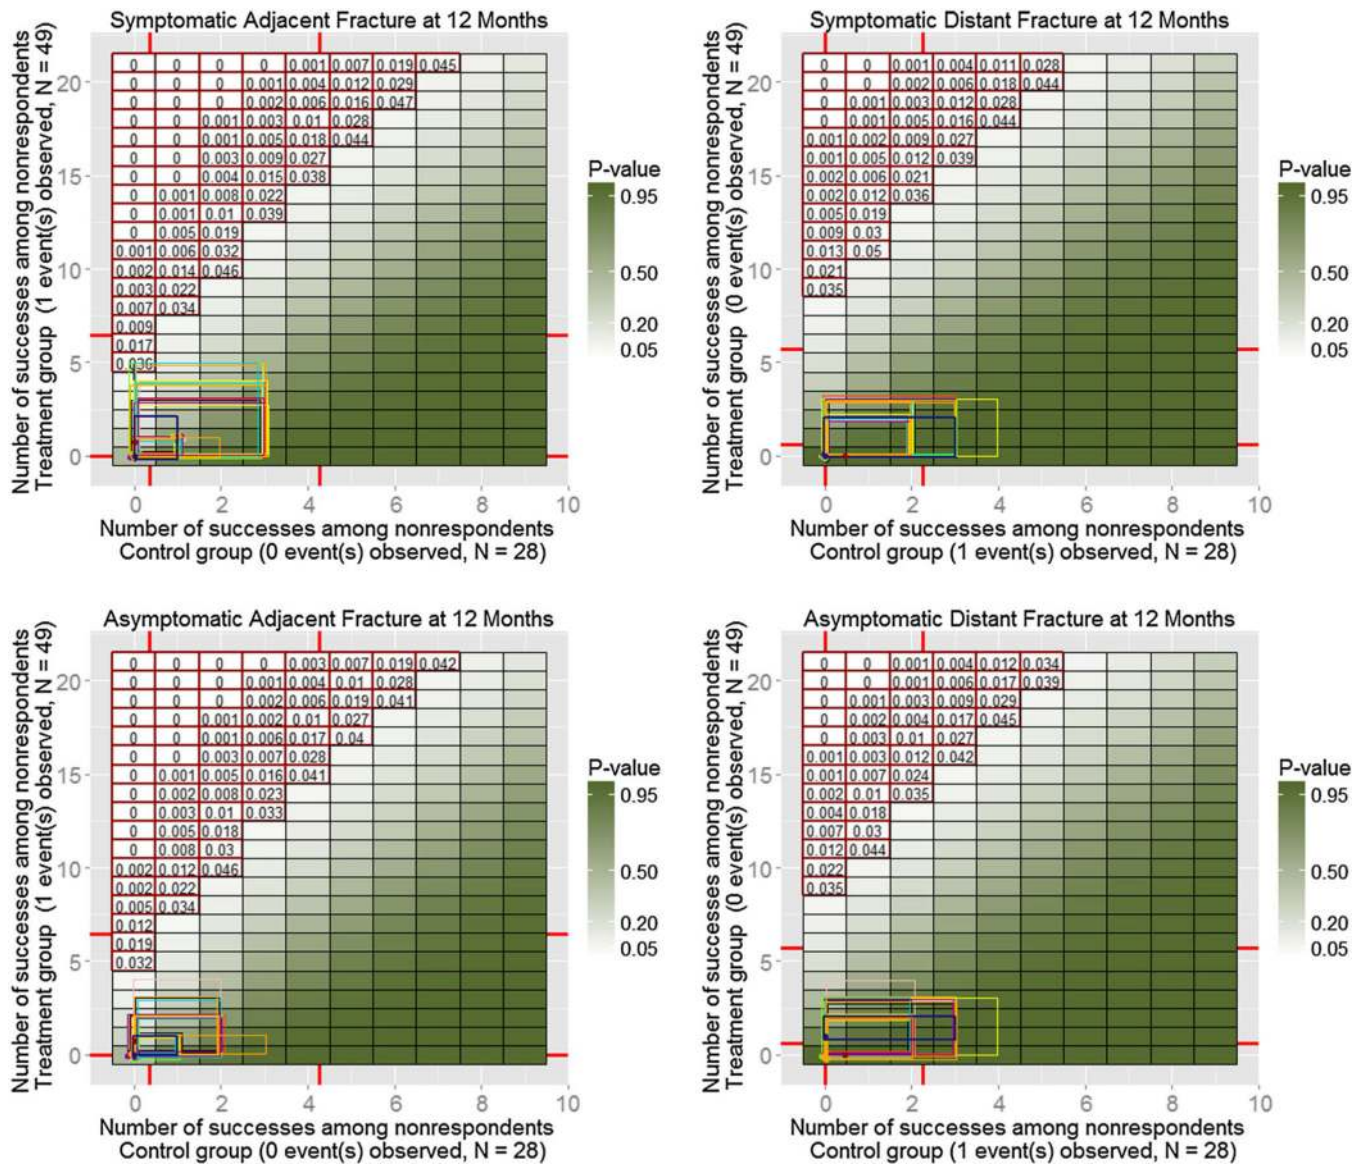 Symptomatic Adjacent Fracture at 12 Months
Number of successes among nonrespondents
Treatment group (1 event(s) observed, N = 49)
20
15
10
5
0
0 0 0 0 0.001 0.007 0.019 0.045
0 0 0 0.001 0.004 0.012 0.029
0 0 0 0.002 0.006 0.016 0.047
0 0 0.001 0.003 0.01 0.028
0 0 0.001 0.005 0.018 0.044
0 0 0.003 0.009 0.027
0 0 0.004 0.015 0.038
0 0.001 0.008 0.022
0 0.001 0.01 0.039
0 0.005 0.019
0.001 0.006 0.032
0.002 0.014 0.046
0.003 0.022
0.007 0.034
0.009
0.017
0.036
0 2 4 6 8 10
Number of successes among nonrespondents
Control group (0 event(s) observed, N = 28)
P-value
0.95
0.50
0.20
0.05
Symptomatic Distant Fracture at 12 Months
Number of successes among nonrespondents
Treatment group (0 event(s) observed, N = 49)
20
15
10
5
0
0 0 0.001 0.004 0.011 0.028
0 0 0.002 0.006 0.018 0.044
0 0.001 0.003 0.012 0.028
0 0.001 0.005 0.016 0.044
0.001 0.002 0.009 0.027
0.001 0.005 0.012 0.039
0.002 0.006 0.021
0.002 0.012 0.036
0.005 0.019
0.009 0.03
0.013 0.05
0.021
0.035
0 2 4 6 8 10
Number of successes among nonrespondents
Control group (1 event(s) observed, N = 28)
P-value
0.95
0.50
0.20
0.05
Asymptomatic Adjacent Fracture at 12 Months
Number of successes among nonrespondents
Treatment group (1 event(s) observed, N = 49)
20
15
10
5
0
0 0 0 0 0.003 0.007 0.019 0.042
0 0 0 0.001 0.004 0.01 0.028
0 0 0 0.002 0.006 0.019 0.041
0 0 0.001 0.002 0.01 0.027
0 0 0.001 0.006 0.017 0.04
0 0 0.003 0.007 0.028
0 0.001 0.005 0.016 0.041
0 0.002 0.008 0.023
0 0.003 0.01 0.033
0 0.005 0.018
0 0.008 0.03
0.002 0.012 0.046
0.002 0.022
0.005 0.034
0.012
0.019
0.032
0 2 4 6 8 10
Number of successes among nonrespondents
Control group (0 event(s) observed, N = 28)
P-value
0.95
0.50
0.20
0.05
Asymptomatic Distant Fracture at 12 Months
Number of successes among nonrespondents
Treatment group (0 event(s) observed, N = 49)
20
15
10
5
0
0 0 0.001 0.004 0.012 0.034
0 0 0.001 0.006 0.017 0.039
0 0.001 0.003 0.009 0.029
0 0.002 0.004 0.017 0.045
0 0.003 0.01 0.027
0.001 0.003 0.012 0.042
0.001 0.007 0.024
0.002 0.01 0.035
0.004 0.018
0.007 0.03
0.012 0.044
0.022
0.035
0 2 4 6 8 10
Number of successes among nonrespondents
Control group (1 event(s) observed, N = 28)
P-value
0.95
0.50
0.20
0.05